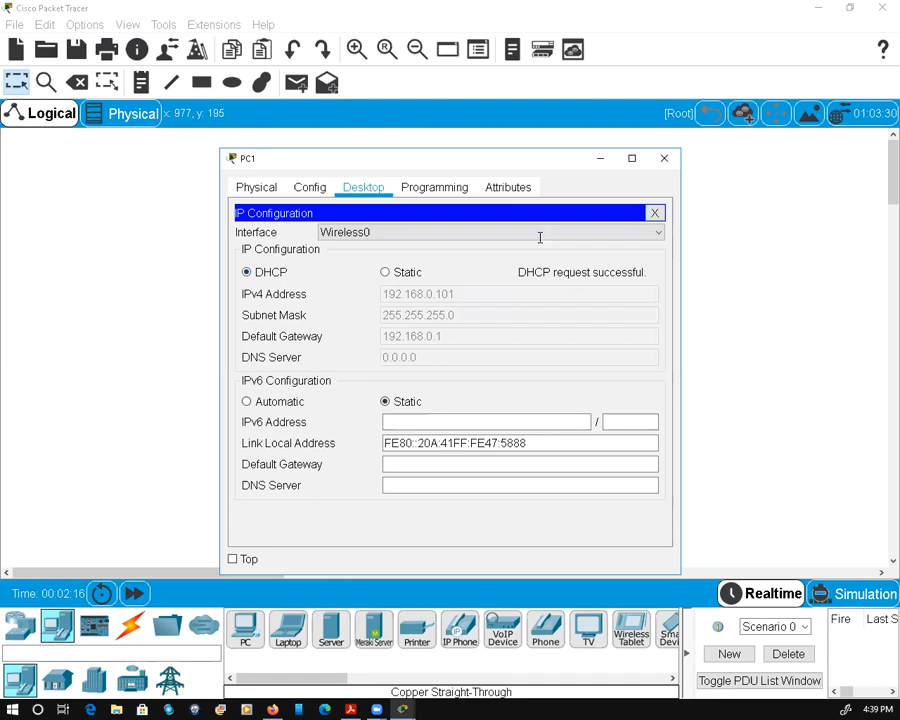 Cisco Packet Tracer
File Edit Options View Tools Extensions Help
?
Logical Physical x: 977, y: 195 [Root] 01:03:30
PC1
Physical Config Desktop Programming Attributes
IP Configuration X
Interface Wireless0
IP Configuration
DHCP Static DHCP request successful.
IPv4 Address 192.168.0.101
Subnet Mask 255.255.255.0
Default Gateway 192.168.0.1
DNS Server 0.0.0.0
IPv6 Configuration
Automatic Static
IPv6 Address /
Link Local Address FE80::20A:41FF:FE47:5888
Default Gateway
DNS Server
Top
Time: 00:02:16 Realtime Simulation
PC Laptop Server Meraki Server Printer IP Phone VoIP Device Phone TV Wireless Tablet Sma Devi
Scenario 0 Fire Last S
New Delete
Toggle PDU List Window
Copper Straight-Through
4:39 PM